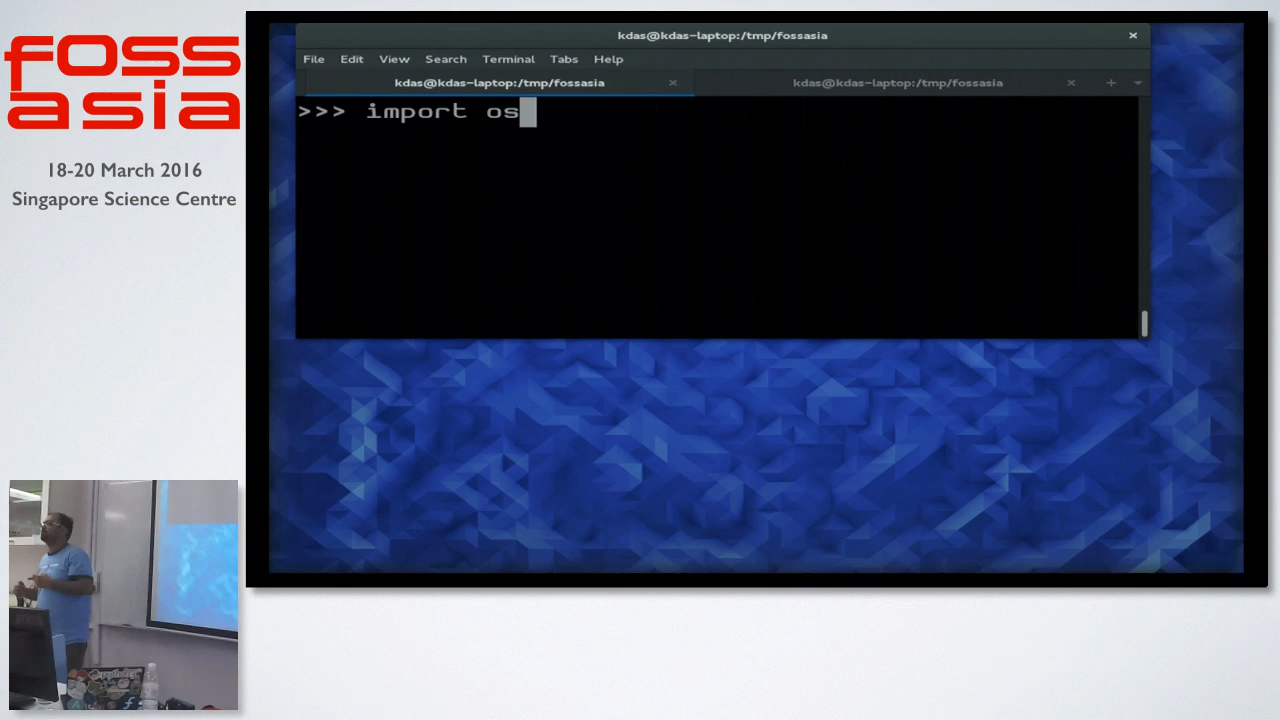 foss
asia
18-20 March 2016
Singapore Science Centre
kdas@kdas-laptop:/tmp/fossasia
File Edit View Search Terminal Tabs Help
kdas@kdas-laptop:/tmp/fossasia
kdas@kdas-laptop:/tmp/fossasia
>>> import os